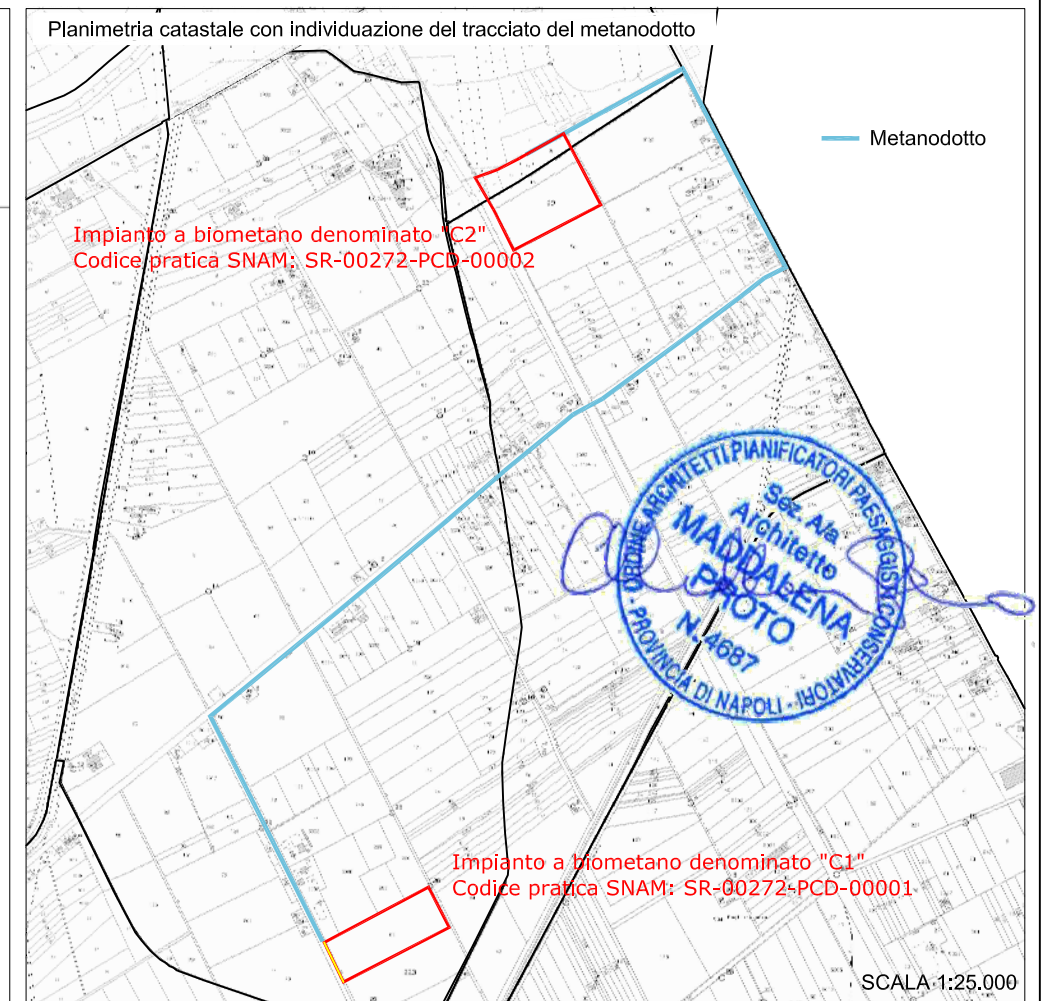 Planimetria catastale con individuazione del tracciato del metanodotto
Metanodotto
Impianto a biometano denominato "C2"
Codice pratica SNAM: SR-00272-PCD-00002
ORDINE ARCHITETTI PIANIFICATORI PAESAGGISTI CONSERVATORI - PROVINCIA DI NAPOLI -
Sez. A/a
Architetto
MADDALENA
PROTO
N. 4687
Impianto a biometano denominato "C1"
Codice pratica SNAM: SR-00272-PCD-00001
SCALA 1:25.000